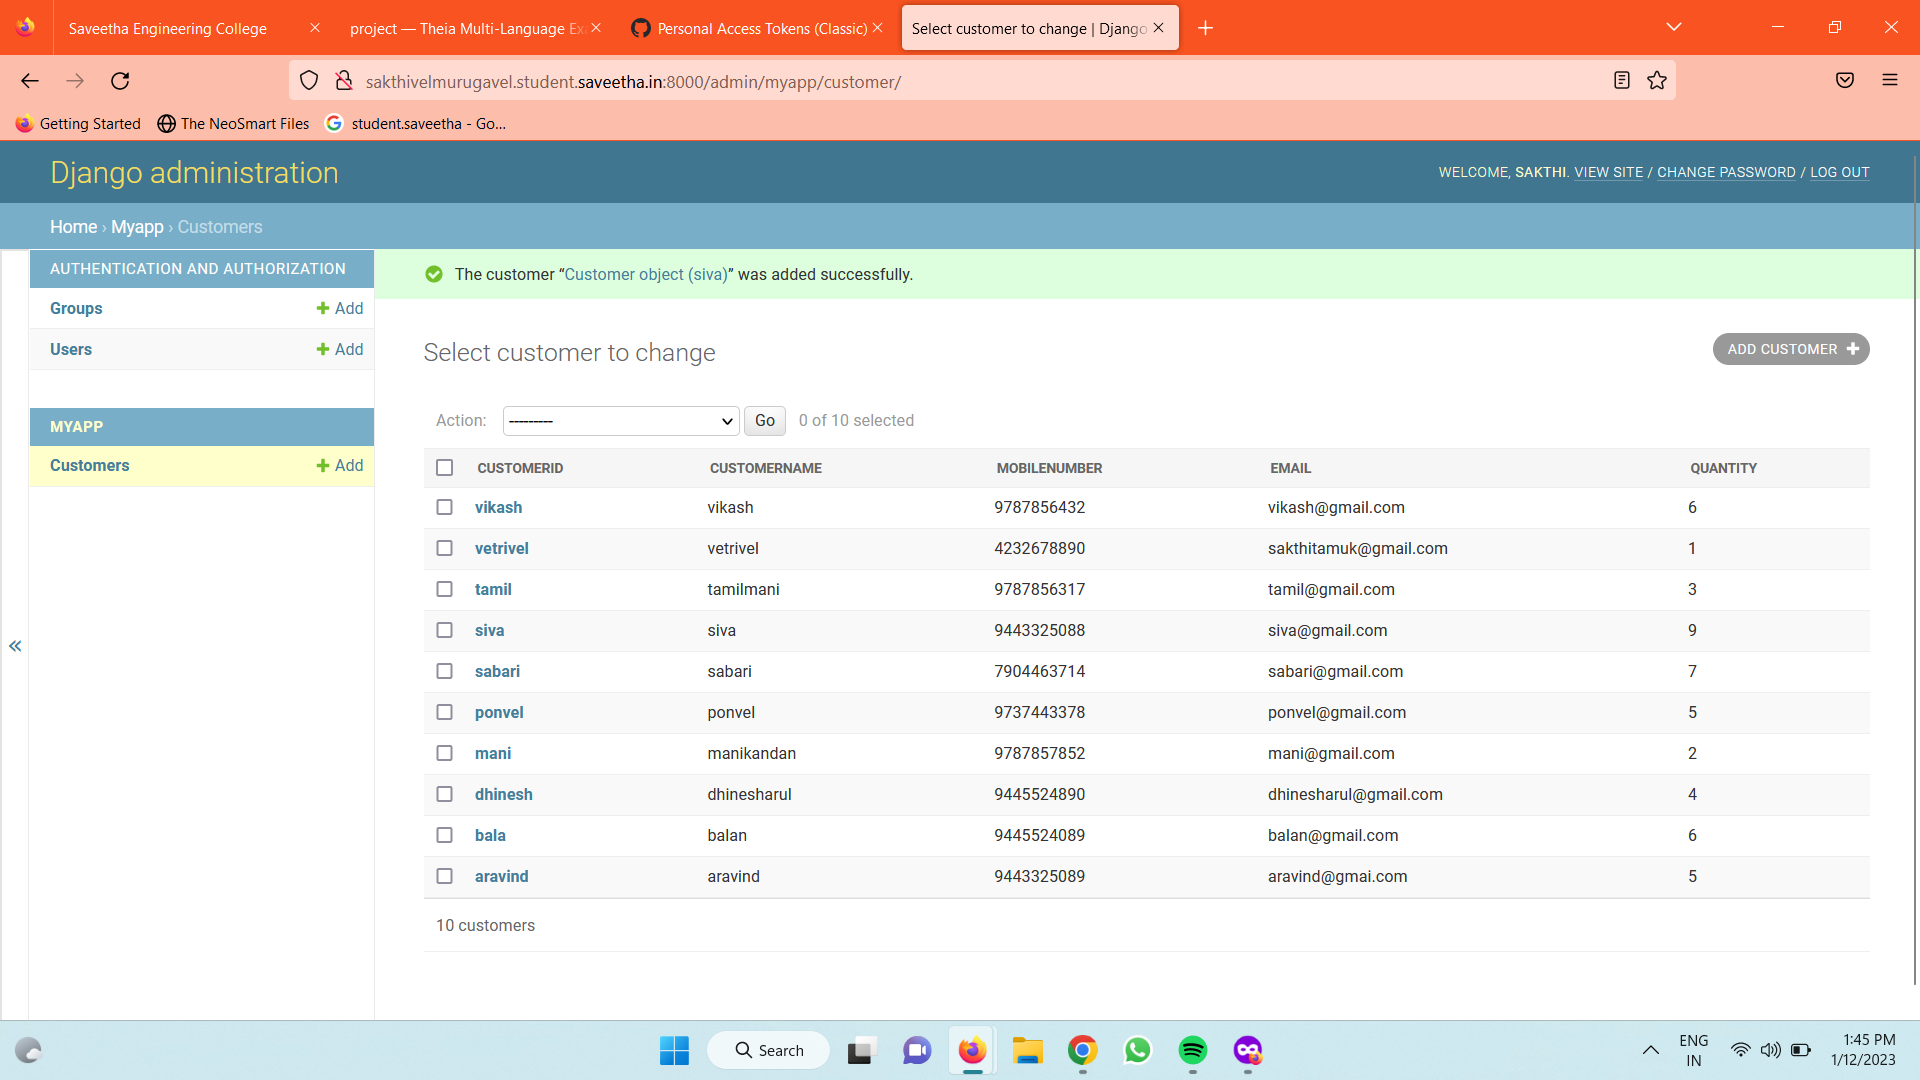 Saveetha Engineering College
project — Theia Multi-Language Ex
Personal Access Tokens (Classic)
Select customer to change | Django
sakthivelmurugavel.student.saveetha.in:8000/admin/myapp/customer/
Getting Started The NeoSmart Files student.saveetha - Go...
Django administration
WELCOME, SAKTHI. VIEW SITE / CHANGE PASSWORD / LOG OUT
Home › Myapp › Customers
AUTHENTICATION AND AUTHORIZATION
Groups + Add
Users + Add
MYAPP
Customers + Add
The customer “Customer object (siva)” was added successfully.
Select customer to change
ADD CUSTOMER +
Action: --------- Go 0 of 10 selected
CUSTOMERID CUSTOMERNAME MOBILENUMBER EMAIL QUANTITY
vikash vikash 9787856432 vikash@gmail.com 6
vetrivel vetrivel 4232678890 sakthitamuk@gmail.com 1
tamil tamilmani 9787856317 tamil@gmail.com 3
siva siva 9443325088 siva@gmail.com 9
sabari sabari 7904463714 sabari@gmail.com 7
ponvel ponvel 9737443378 ponvel@gmail.com 5
mani manikandan 9787857852 mani@gmail.com 2
dhinesh dhinesharul 9445524890 dhinesharul@gmail.com 4
bala balan 9445524089 balan@gmail.com 6
aravind aravind 9443325089 aravind@gmai.com 5
10 customers
«
Search
ENG
IN
1:45 PM
1/12/2023